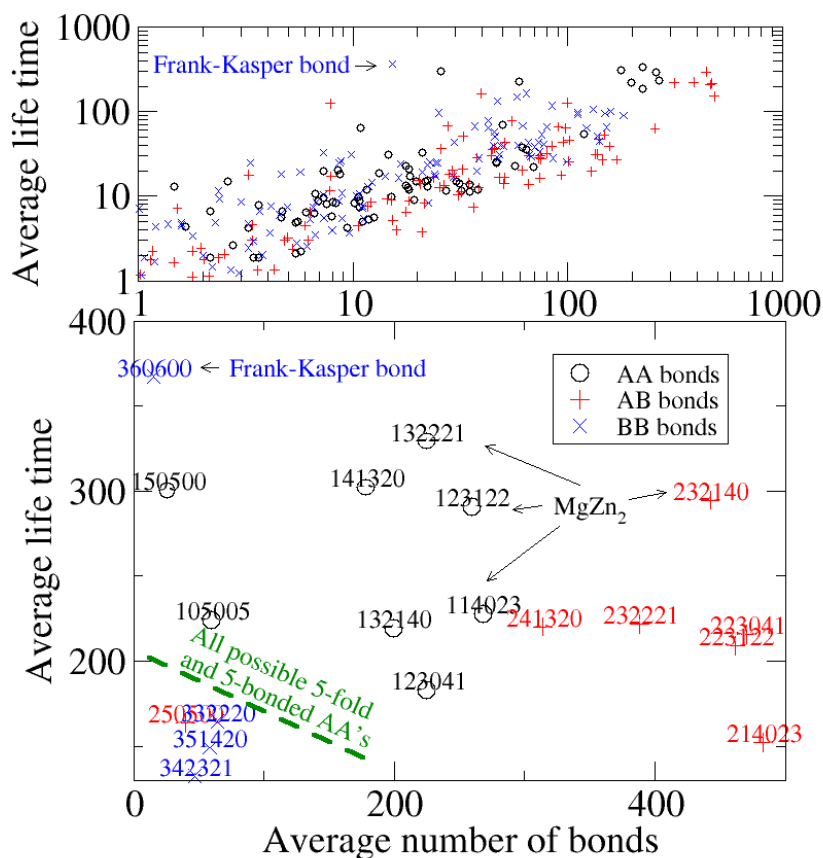 1000
Frank-Kasper bond
100
10
1
Average life time
1 10 100 1000
400
360600
Frank-Kasper bond
AA bonds
AB bonds
BB bonds
132221
150500
141320
123122
232140
MgZn2
300
105005
132140
114023
241320
232221
223041
223122
200
All possible 5-fold
and 5-bonded AA's
123041
250500
332220
351420
342321
214023
Average life time
0 200 400
Average number of bonds